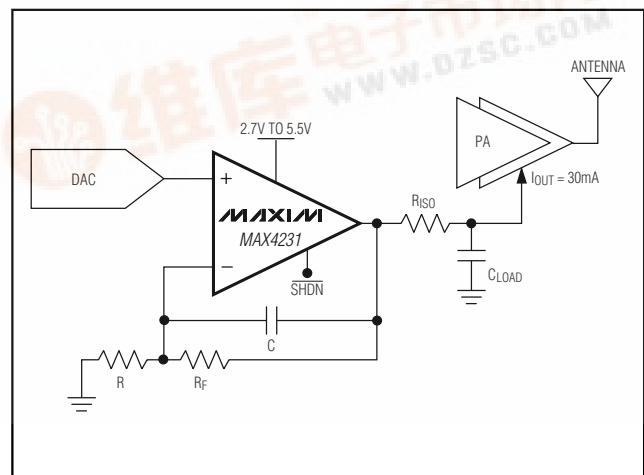 维库电子市场网
WWW.DZSC.COM
ANTENNA
2.7V TO 5.5V
PA
DAC
+
IOUT = 30mA
MAXIM
RISO
MAX4231
−
SHDN
CLOAD
C
R
RF